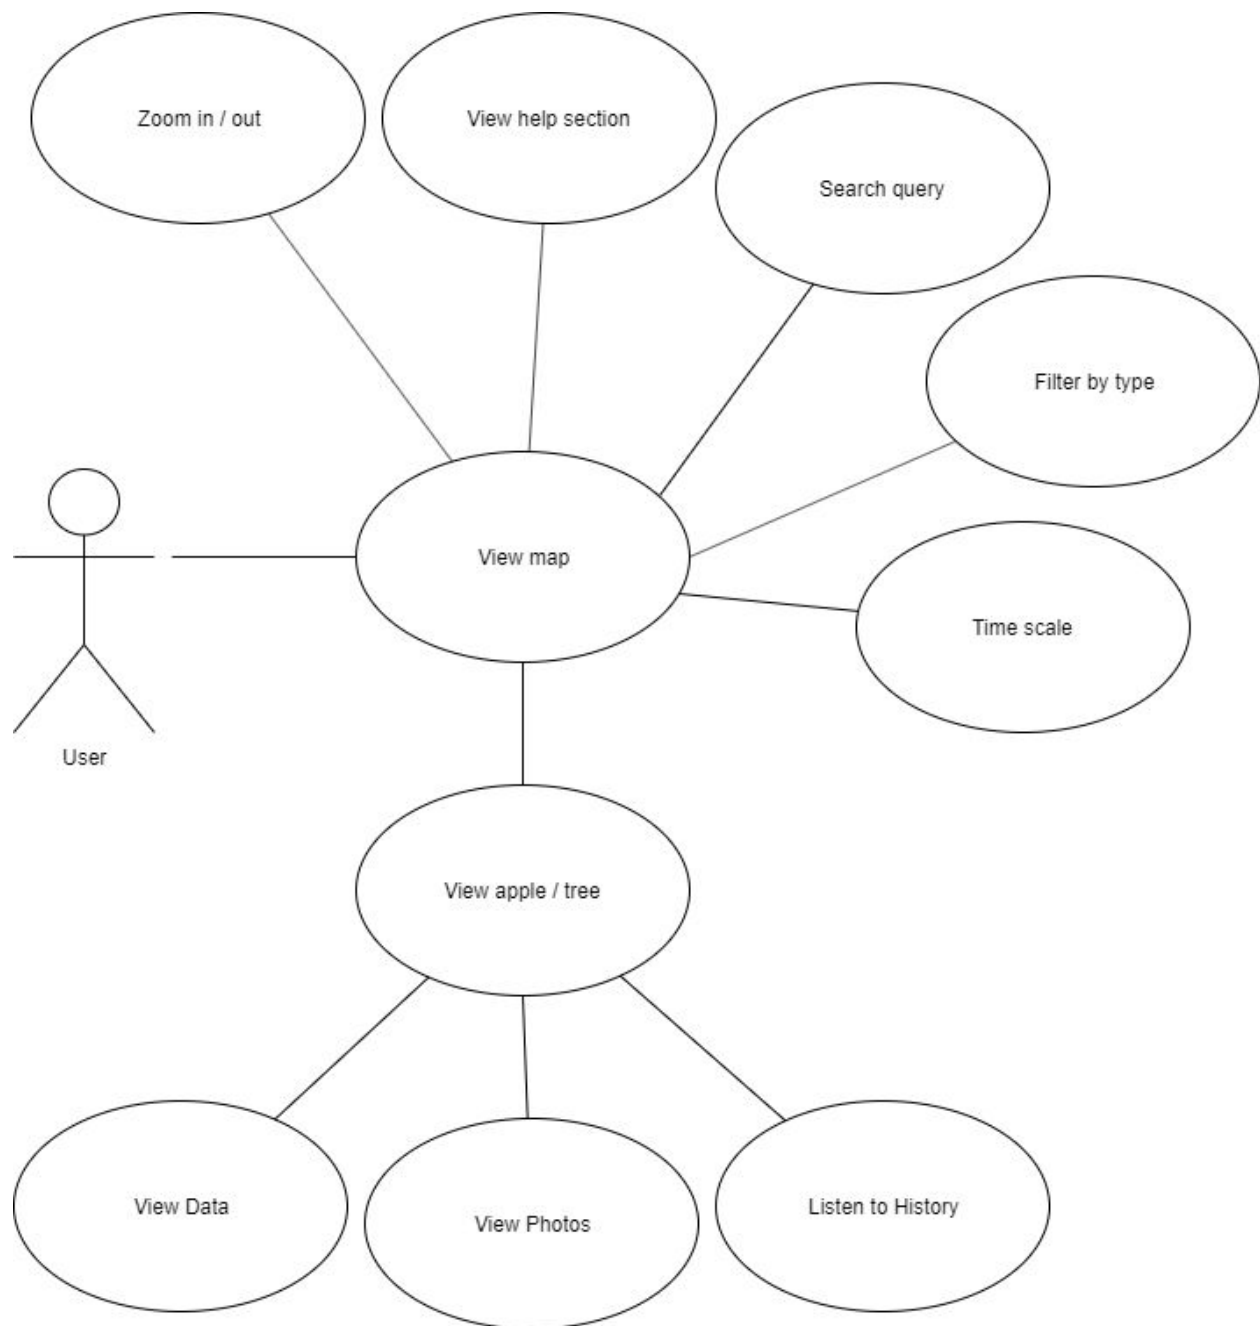 Zoom in / out
View help section
Search query
Filter by type
View map
Time scale
User
View apple / tree
View Data
View Photos
Listen to History